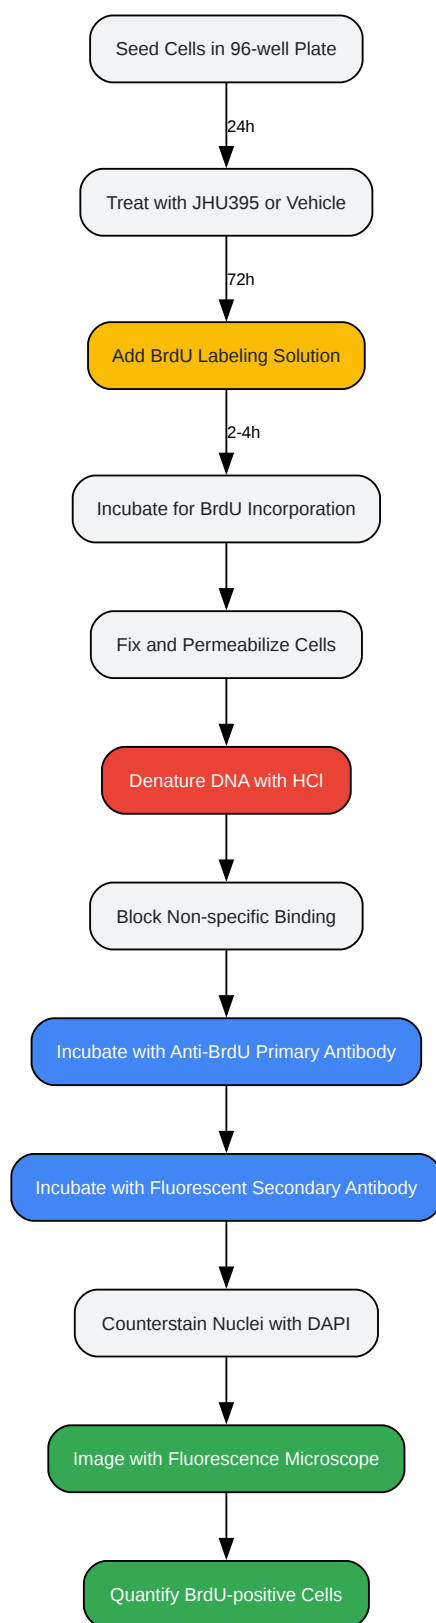 Seed Cells in 96-well Plate
24h
Treat with JHU395 or Vehicle
72h
Add BrdU Labeling Solution
2-4h
Incubate for BrdU Incorporation
Fix and Permeabilize Cells
Denature DNA with HCl
Block Non-specific Binding
Incubate with Anti-BrdU Primary Antibody
Incubate with Fluorescent Secondary Antibody
Counterstain Nuclei with DAPI
Image with Fluorescence Microscope
Quantify BrdU-positive Cells